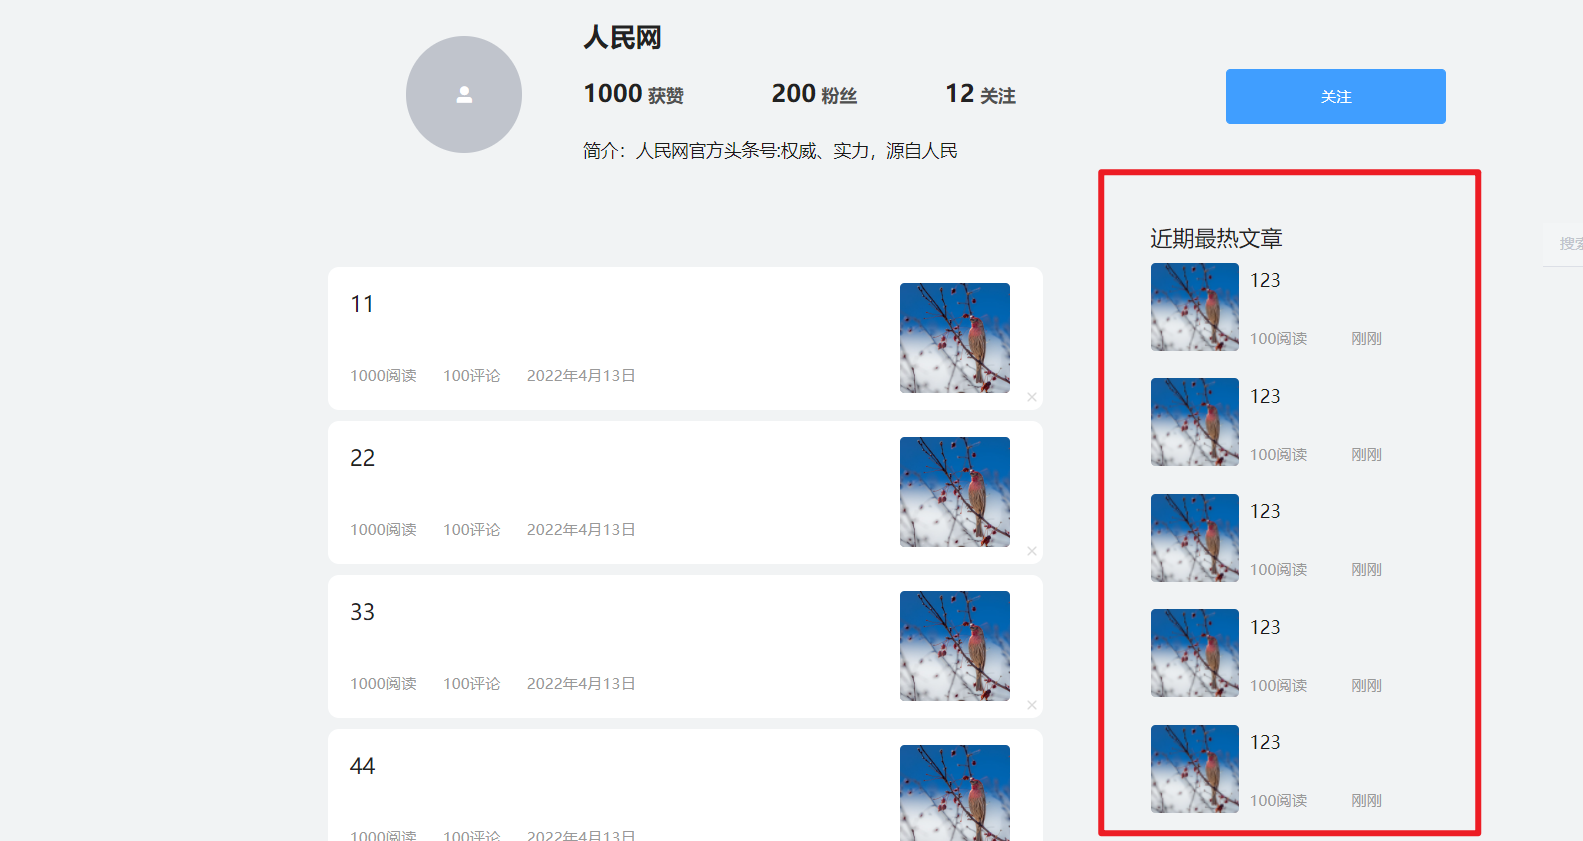 人民网
1000 获赞 200 粉丝 12 关注
关注
简介：人民网官方头条号:权威、实力，源自人民
11
1000阅读 100评论 2022年4月13日
22
1000阅读 100评论 2022年4月13日
33
1000阅读 100评论 2022年4月13日
44
1000阅读 100评论 2022年4月13日
近期最热文章
123
100阅读 刚刚
123
100阅读 刚刚
123
100阅读 刚刚
123
100阅读 刚刚
123
100阅读 刚刚
搜索